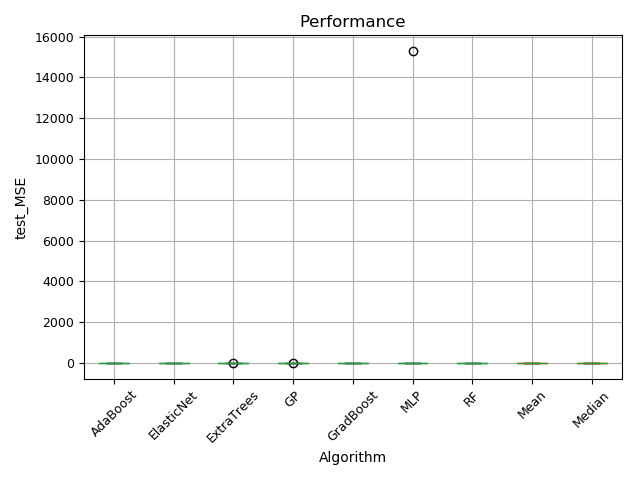 Performance
16000
14000
12000
10000
8000
6000
4000
2000
0
test_MSE
AdaBoost
ElasticNet
ExtraTrees
GP
GradBoost
MLP
RF
Mean
Median
Algorithm